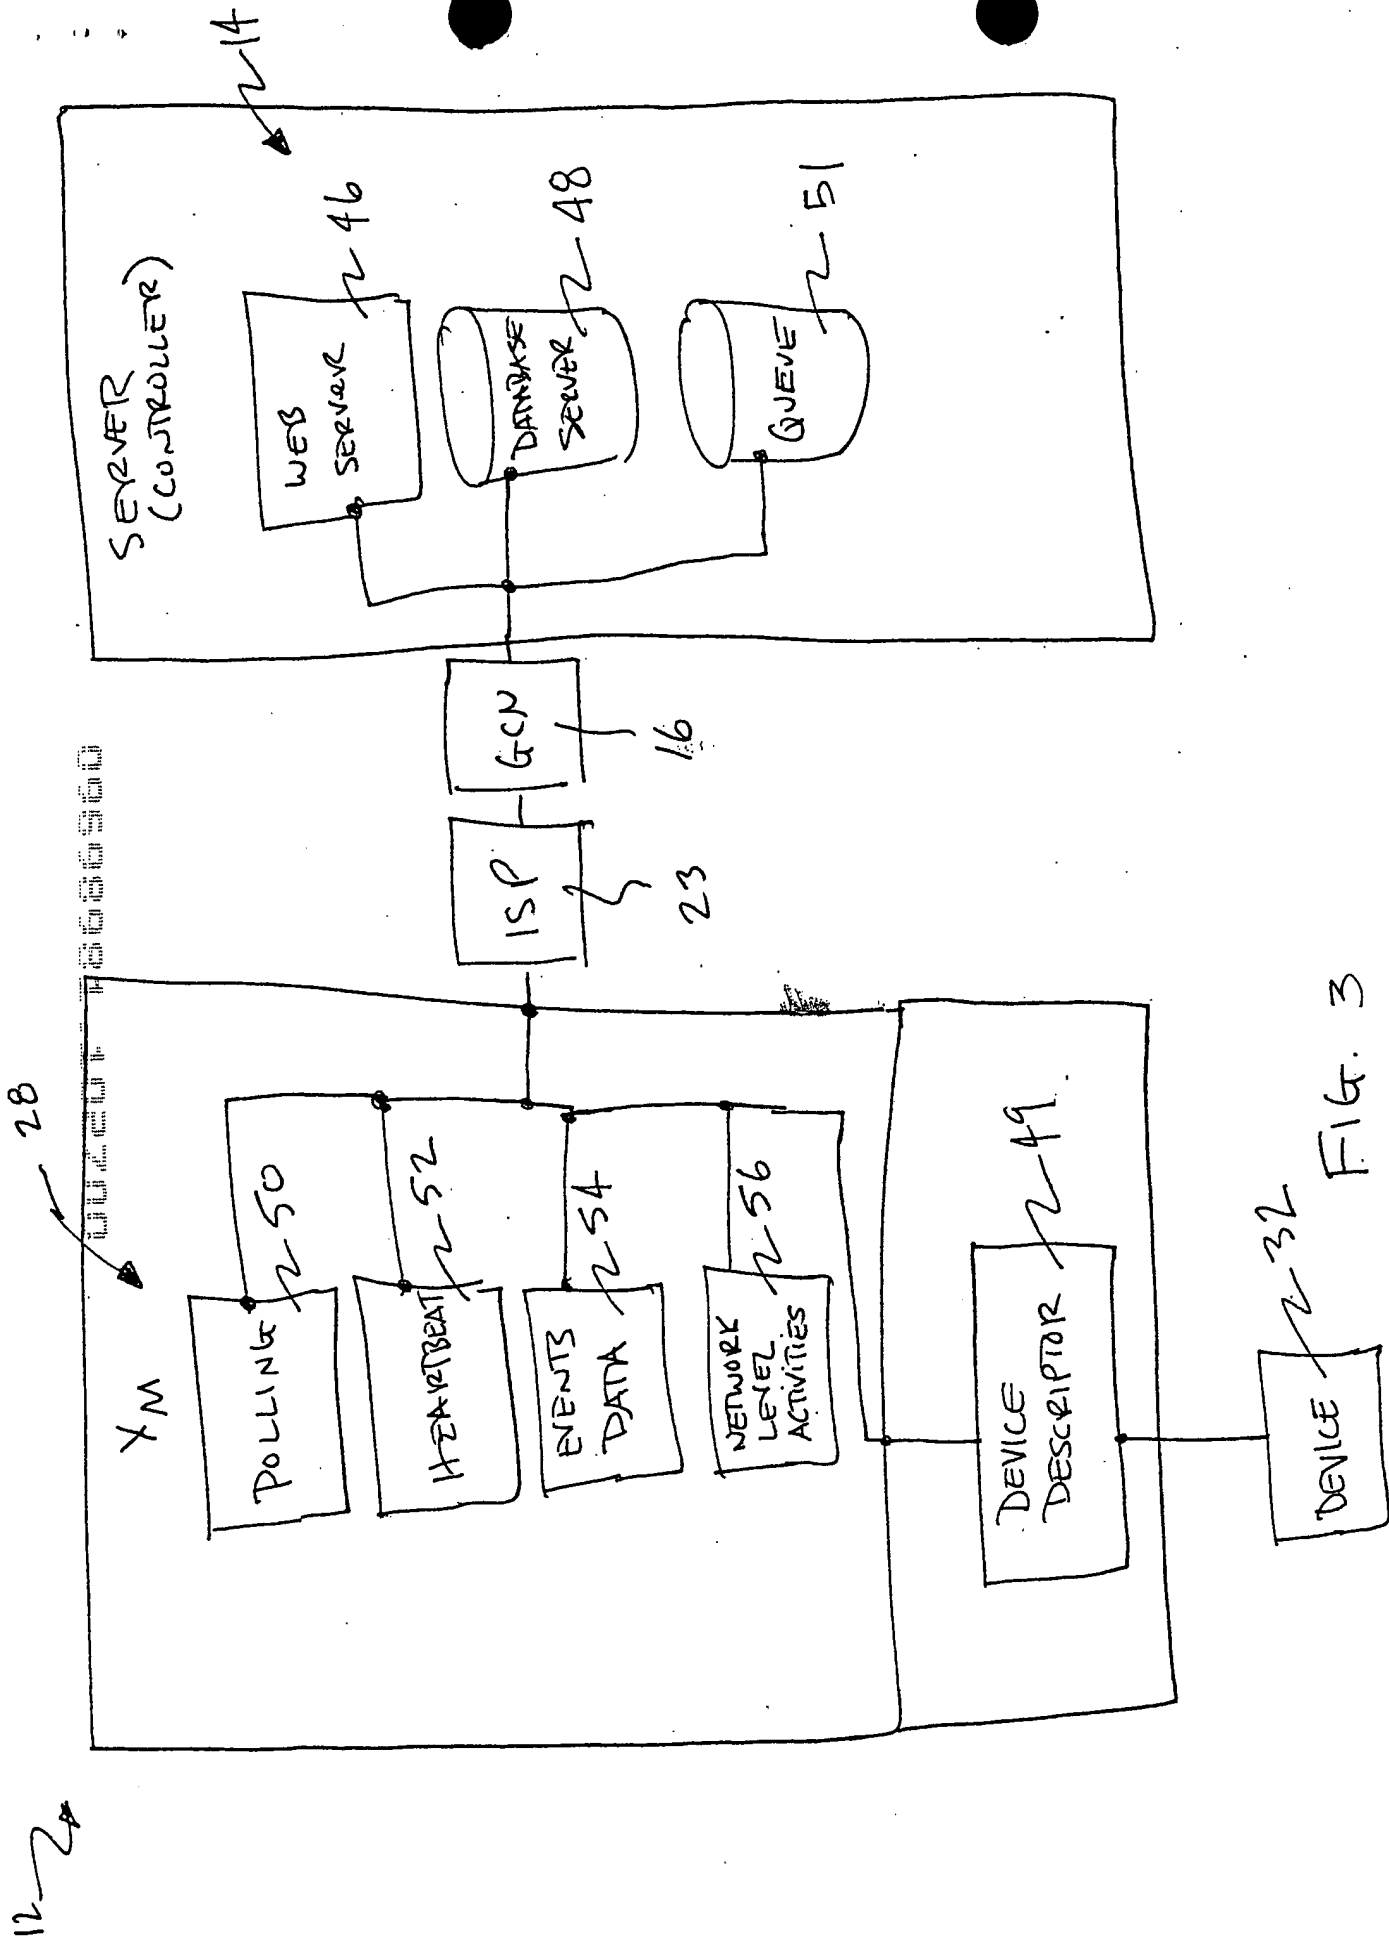 12
28
XM
POLLING
50
HEARTBEAT
52
EVENTS
DATA
54
NETWORK
LEVEL
ACTIVITIES
56
DEVICE
DESCRIPTOR
49
DEVICE
32
ISP
23
GCN
16
SERVER
(CONTROLLER)
14
WEB
SERVER
46
DATABASE
SERVER
48
QUEUE
51
FIG. 3